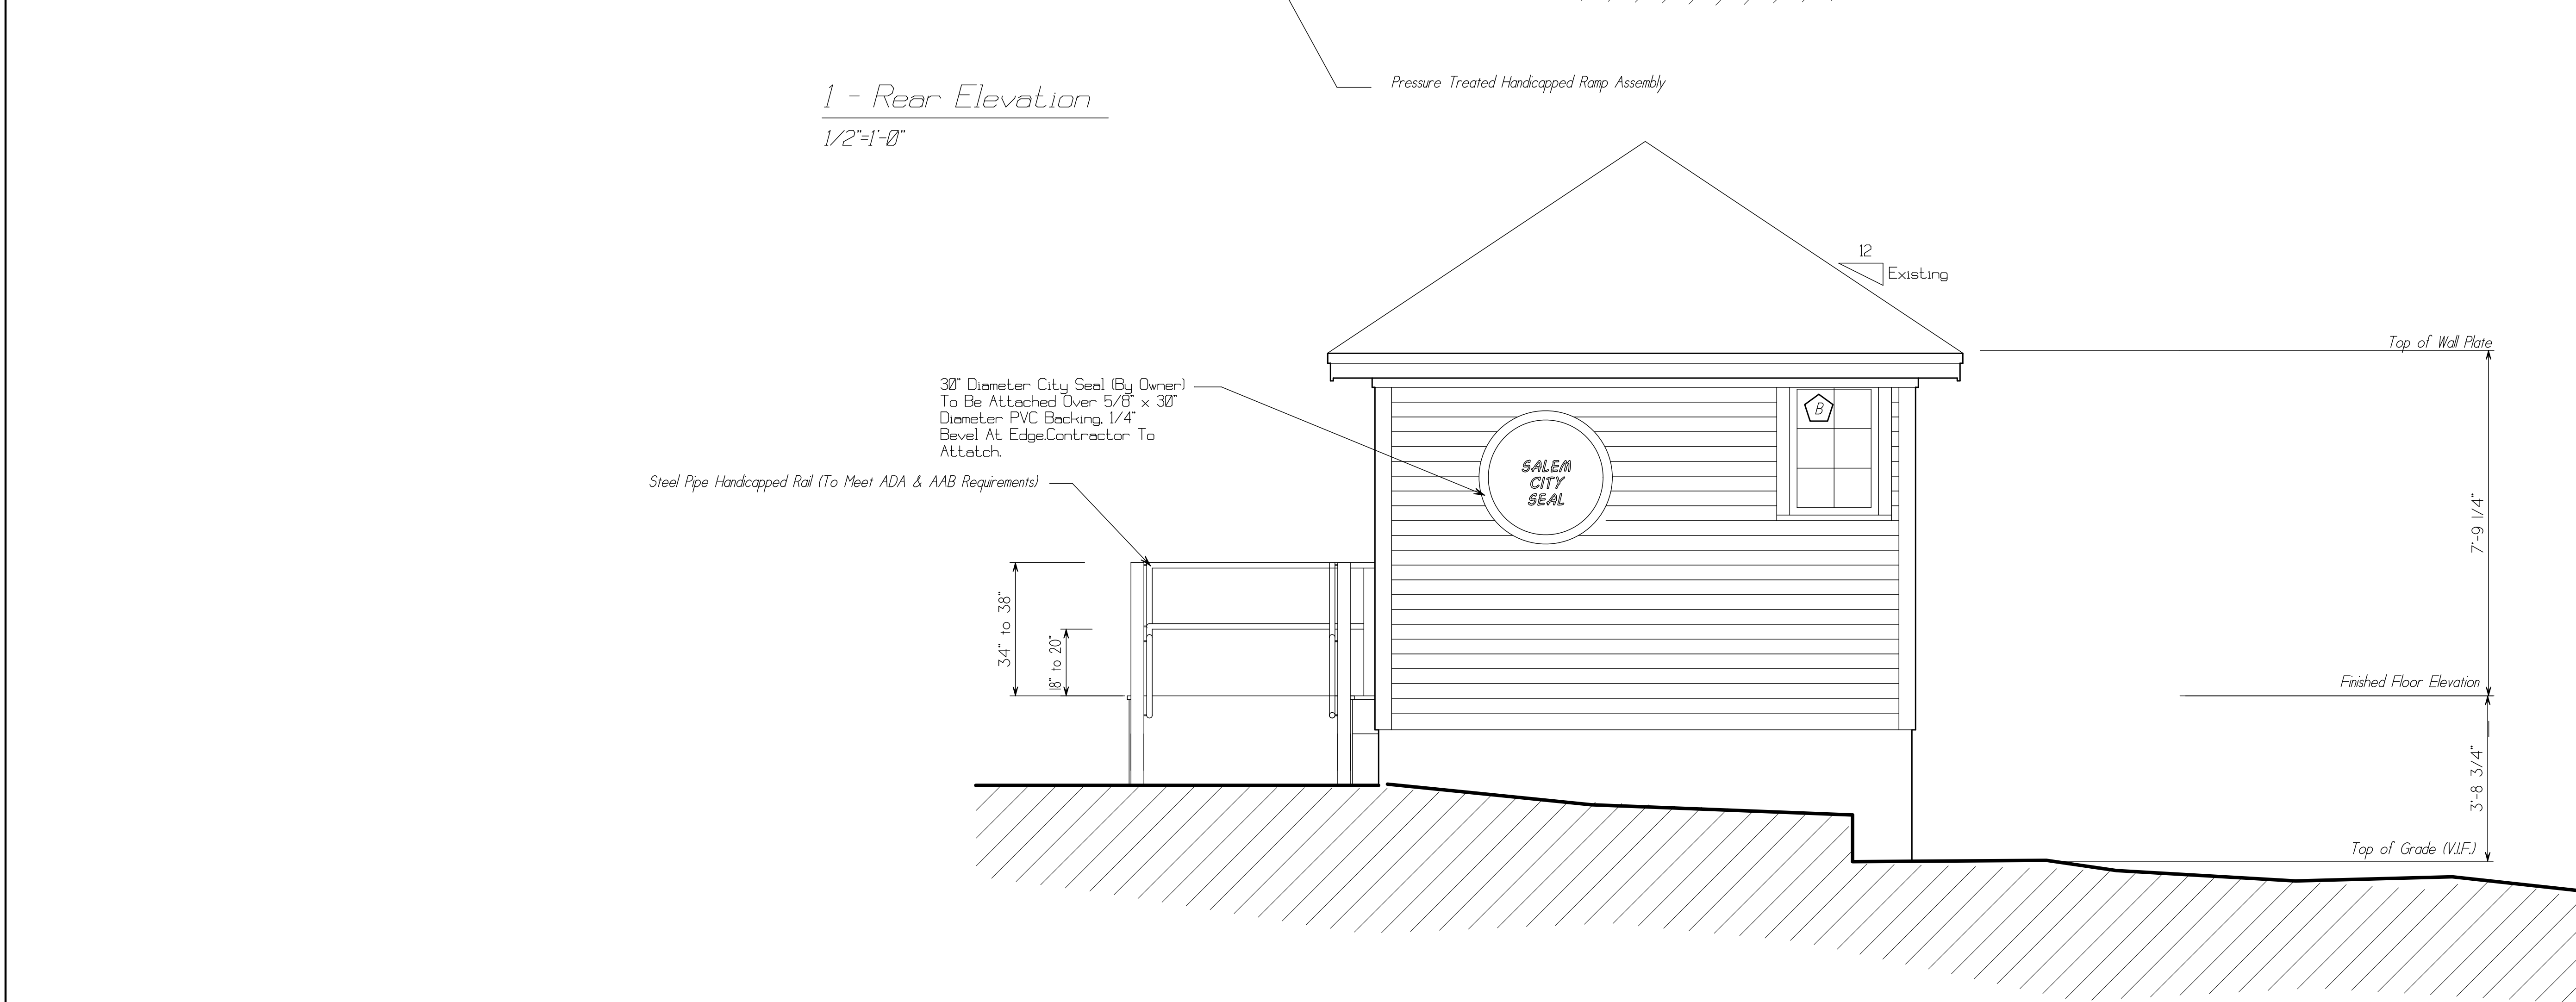 Pressure Treated Handicapped Ramp Assembly
1 - Rear Elevation
1/2"=1'-0"
12
Existing
Top of Wall Plate
30" Diameter City Seal (By Owner)
To Be Attached Over 5/8" x 30"
Diameter PVC Backing, 1/4"
Bevel At Edge.Contractor To
Attatch.
B
SALEM
CITY
SEAL
Steel Pipe Handicapped Rail (To Meet ADA & AAB Requirements)
7'-9 1/4"
34" to 38"
18" to 20"
Finished Floor Elevation
3'-8 3/4"
Top of Grade (V.I.F.)